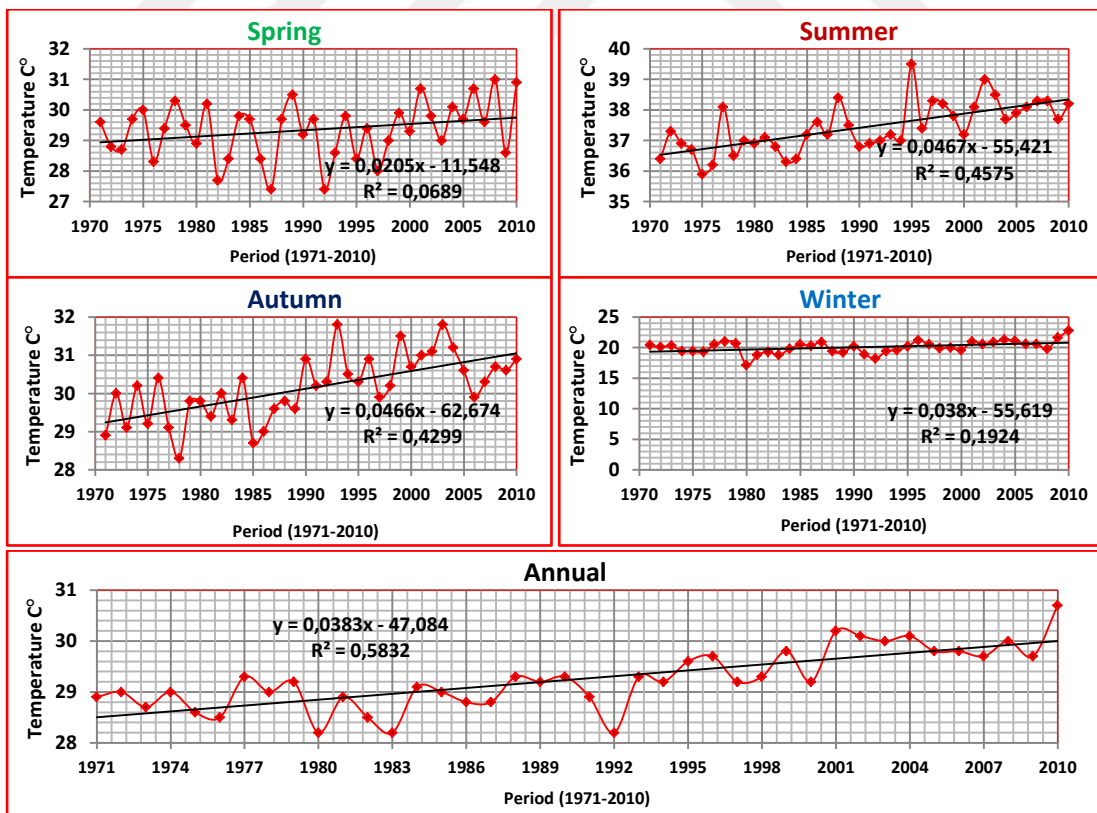 Spring
Temperature C°
32
31
30
29
28
27
y = 0,0205x - 11,548
R² = 0,0689
1970 1975 1980 1985 1990 1995 2000 2005 2010
Period (1971-2010)
Summer
Temperature C°
40
39
38
37
36
35
y = 0,0467x - 55,421
R² = 0,4575
1970 1975 1980 1985 1990 1995 2000 2005 2010
Period (1971-2010)
Autumn
Temperature C°
32
31
30
29
28
y = 0,0466x - 62,674
R² = 0,4299
1970 1975 1980 1985 1990 1995 2000 2005 2010
Period (1971-2010)
Winter
Temperature C°
25
20
15
10
5
0
y = 0,038x - 55,619
R² = 0,1924
1970 1975 1980 1985 1990 1995 2000 2005 2010
Period (1971-2010)
Annual
Temperature C°
31
30
29
28
y = 0,0383x - 47,084
R² = 0,5832
1971 1974 1977 1980 1983 1986 1989 1992 1995 1998 2001 2004 2007 2010
Period (1971-2010)